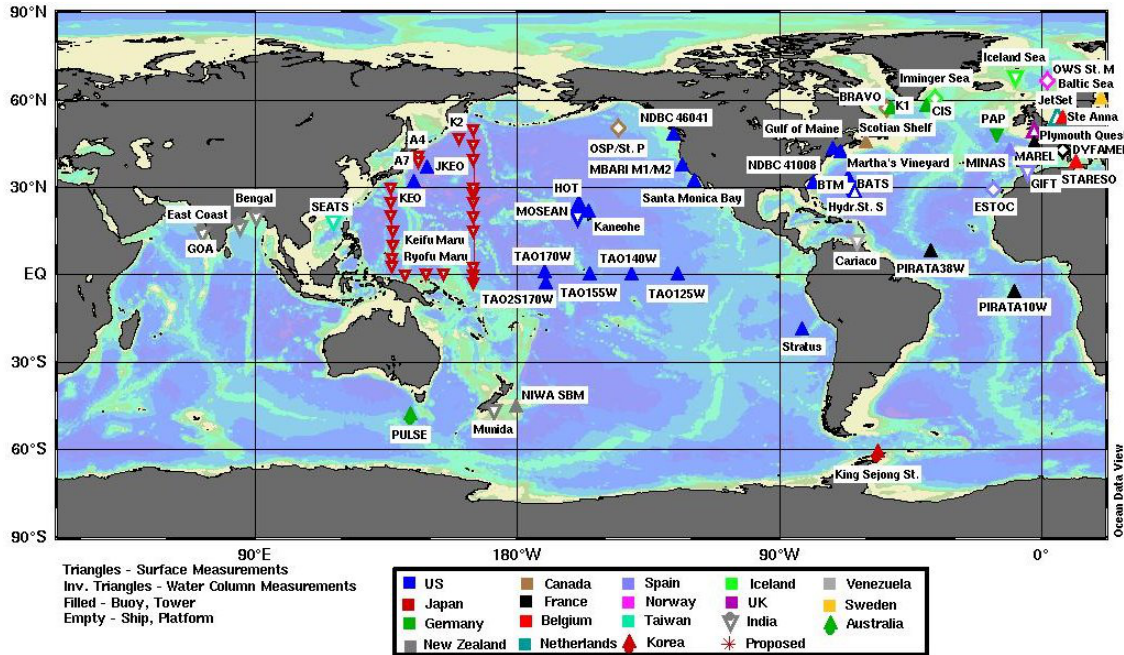 90°N
60°N
30°N
EQ
30°S
60°S
90°S
90°E
180°W
90°W
0°
Iceland Sea
OWS St. M
Irminger Sea
Baltic Sea
BRAVO
K1
CIS
JetSet
Ste Anna
K2
NDBC 46041
Gulf of Maine
Scotian Shelf
PAP
Plymouth Quest
A4
OSP/St. P
A7
JKEO
MBARI M1/M2
NDBC 41008
Martha's Vineyard
MINAS
MAREL
DYFAMED
KEO
HOT
Santa Monica Bay
BTM
BATS
GIFT
STARESO
Bengal
East Coast
SEATS
MOSEAN
Hydr.St. S
ESTOC
GOA
Kaneohe
Keifu Maru
Ryofu Maru
TAO170W
TAO140W
Cariaco
PIRATA38W
TAO2S170W
TAO155W
TAO125W
PIRATA10W
Stratus
NIWA SBM
PULSE
Munida
King Sejong St.
Ocean Data View
Triangles - Surface Measurements
Inv. Triangles - Water Column Measurements
Filled - Buoy, Tower
Empty - Ship, Platform
US
Canada
Spain
Iceland
Venezuela
Japan
France
Norway
UK
Sweden
Germany
Belgium
Taiwan
India
Australia
New Zealand
Netherlands
Korea
Proposed